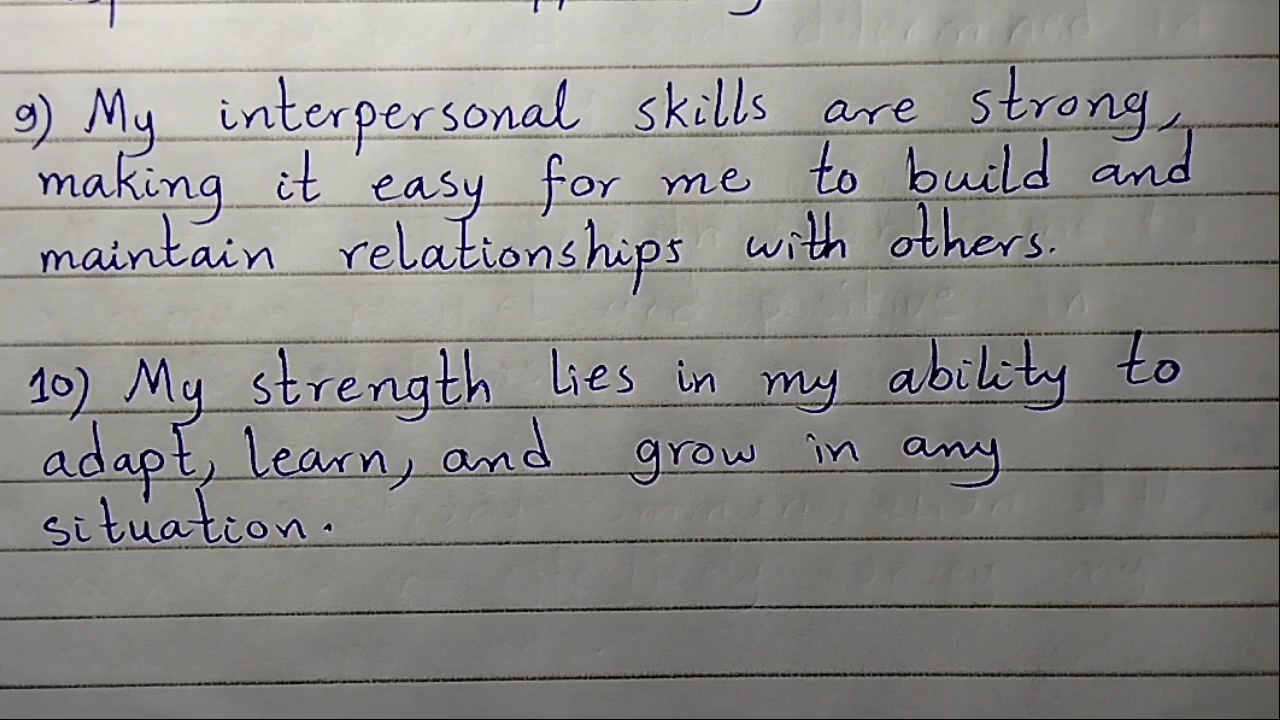 9) My interpersonal skills are strong,
making it easy for me to build and
maintain relationships with others.
10) My strength lies in my ability to
adapt, learn, and grow in any
situation.